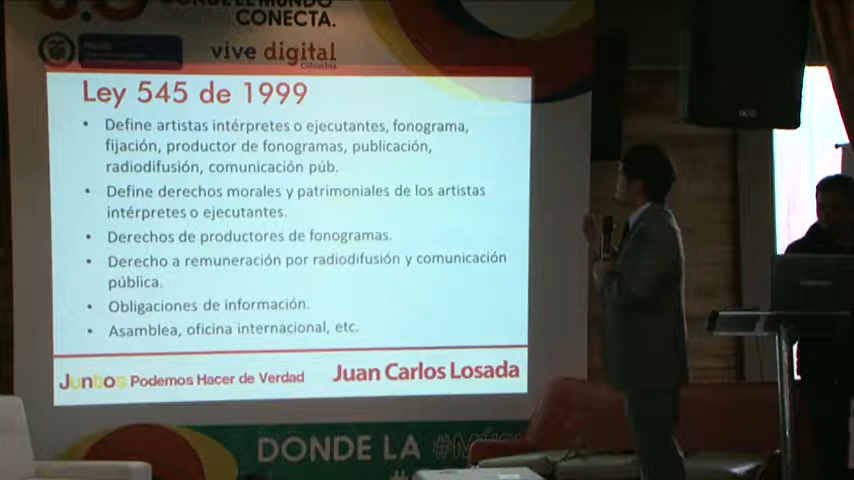 DONDE EL MUNDO
CONECTA.
vive digital
Colombia
Ley 545 de 1999
• Define artistas intérpretes o ejecutantes, fonograma,
fijación, productor de fonogramas, publicación,
radiodifusión, comunicación púb.
• Define derechos morales y patrimoniales de los artistas
intérpretes o ejecutantes.
• Derechos de productores de fonogramas.
• Derecho a remuneración por radiodifusión y comunicación
pública.
• Obligaciones de información.
• Asamblea, oficina internacional, etc.
Juntos Podemos Hacer de Verdad
Juan Carlos Losada
DONDE LA